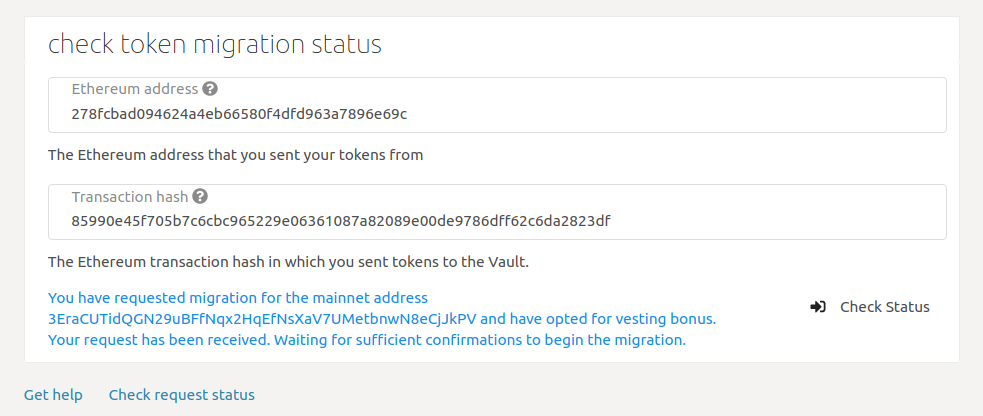 check token migration status
Ethereum address
278fcbad094624a4eb66580f4dfd963a7896e69c
The Ethereum address that you sent your tokens from
Transaction hash
85990e45f705b7c6cbc965229e06361087a82089e00de9786dff62c6da2823df
The Ethereum transaction hash in which you sent tokens to the Vault.
You have requested migration for the mainnet address
3EraCUTidQGN29uBFfNqx2HqEfNsXaV7UMetbnwN8eCjJkPV and have opted for vesting bonus.
Your request has been received. Waiting for sufficient confirmations to begin the migration.
Check Status
Get help Check request status